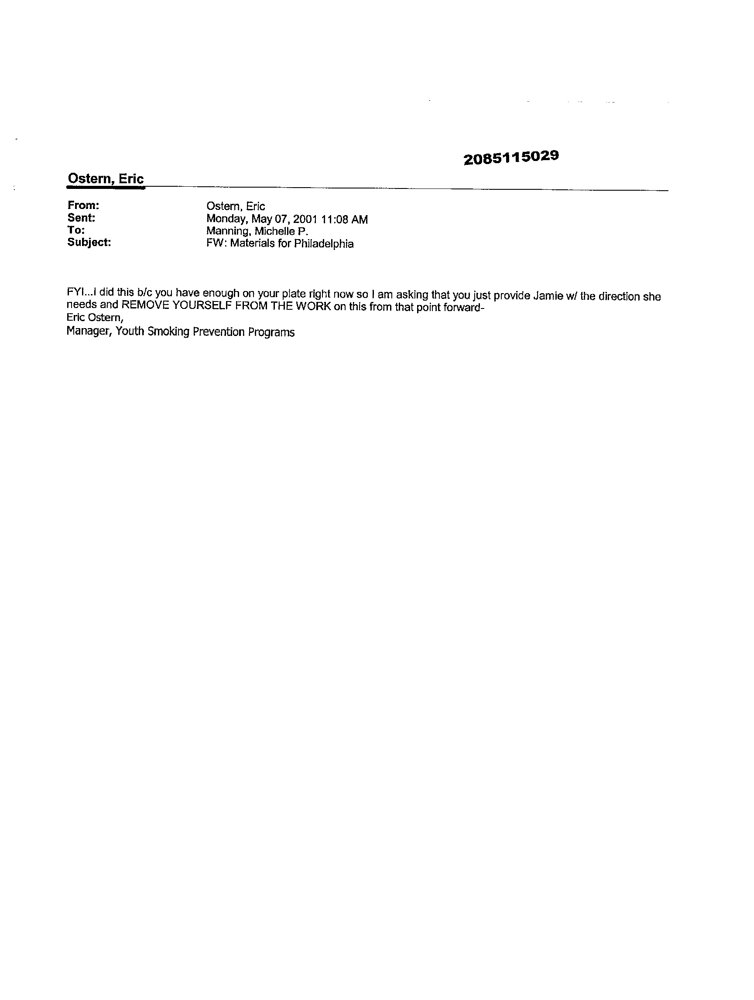 2085115029
Ostern, Eric
From: Ostern, Eric
Sent: Monday, May 07, 2001 11:08 AM
To: Manning, Michelle P.
Subject: FW: Materials for Philadelphia
FYI...I did this b/c you have enough on your plate right now so I am asking that you just provide Jamie w/ the direction she
needs and REMOVE YOURSELF FROM THE WORK on this from that point forward-
Eric Ostern,
Manager, Youth Smoking Prevention Programs